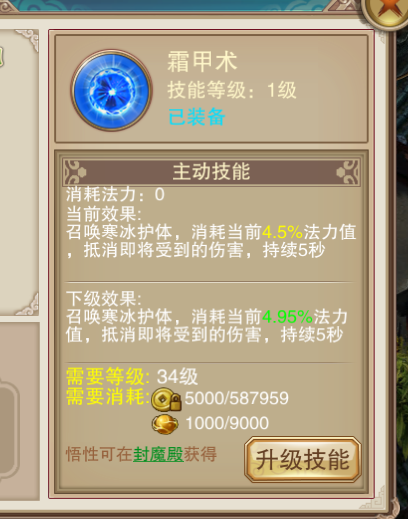 霜甲术
技能等级：1级
已装备
主动技能
消耗法力：0
当前效果:
召唤寒冰护体，消耗当前4.5%法力值
，抵消即将受到的伤害，持续5秒
下级效果:
召唤寒冰护体，消耗当前4.95%法力
值，抵消即将受到的伤害，持续5秒
需要等级: 34级
需要消耗: 5000/587959
1000/9000
悟性可在封魔殿获得
升级技能